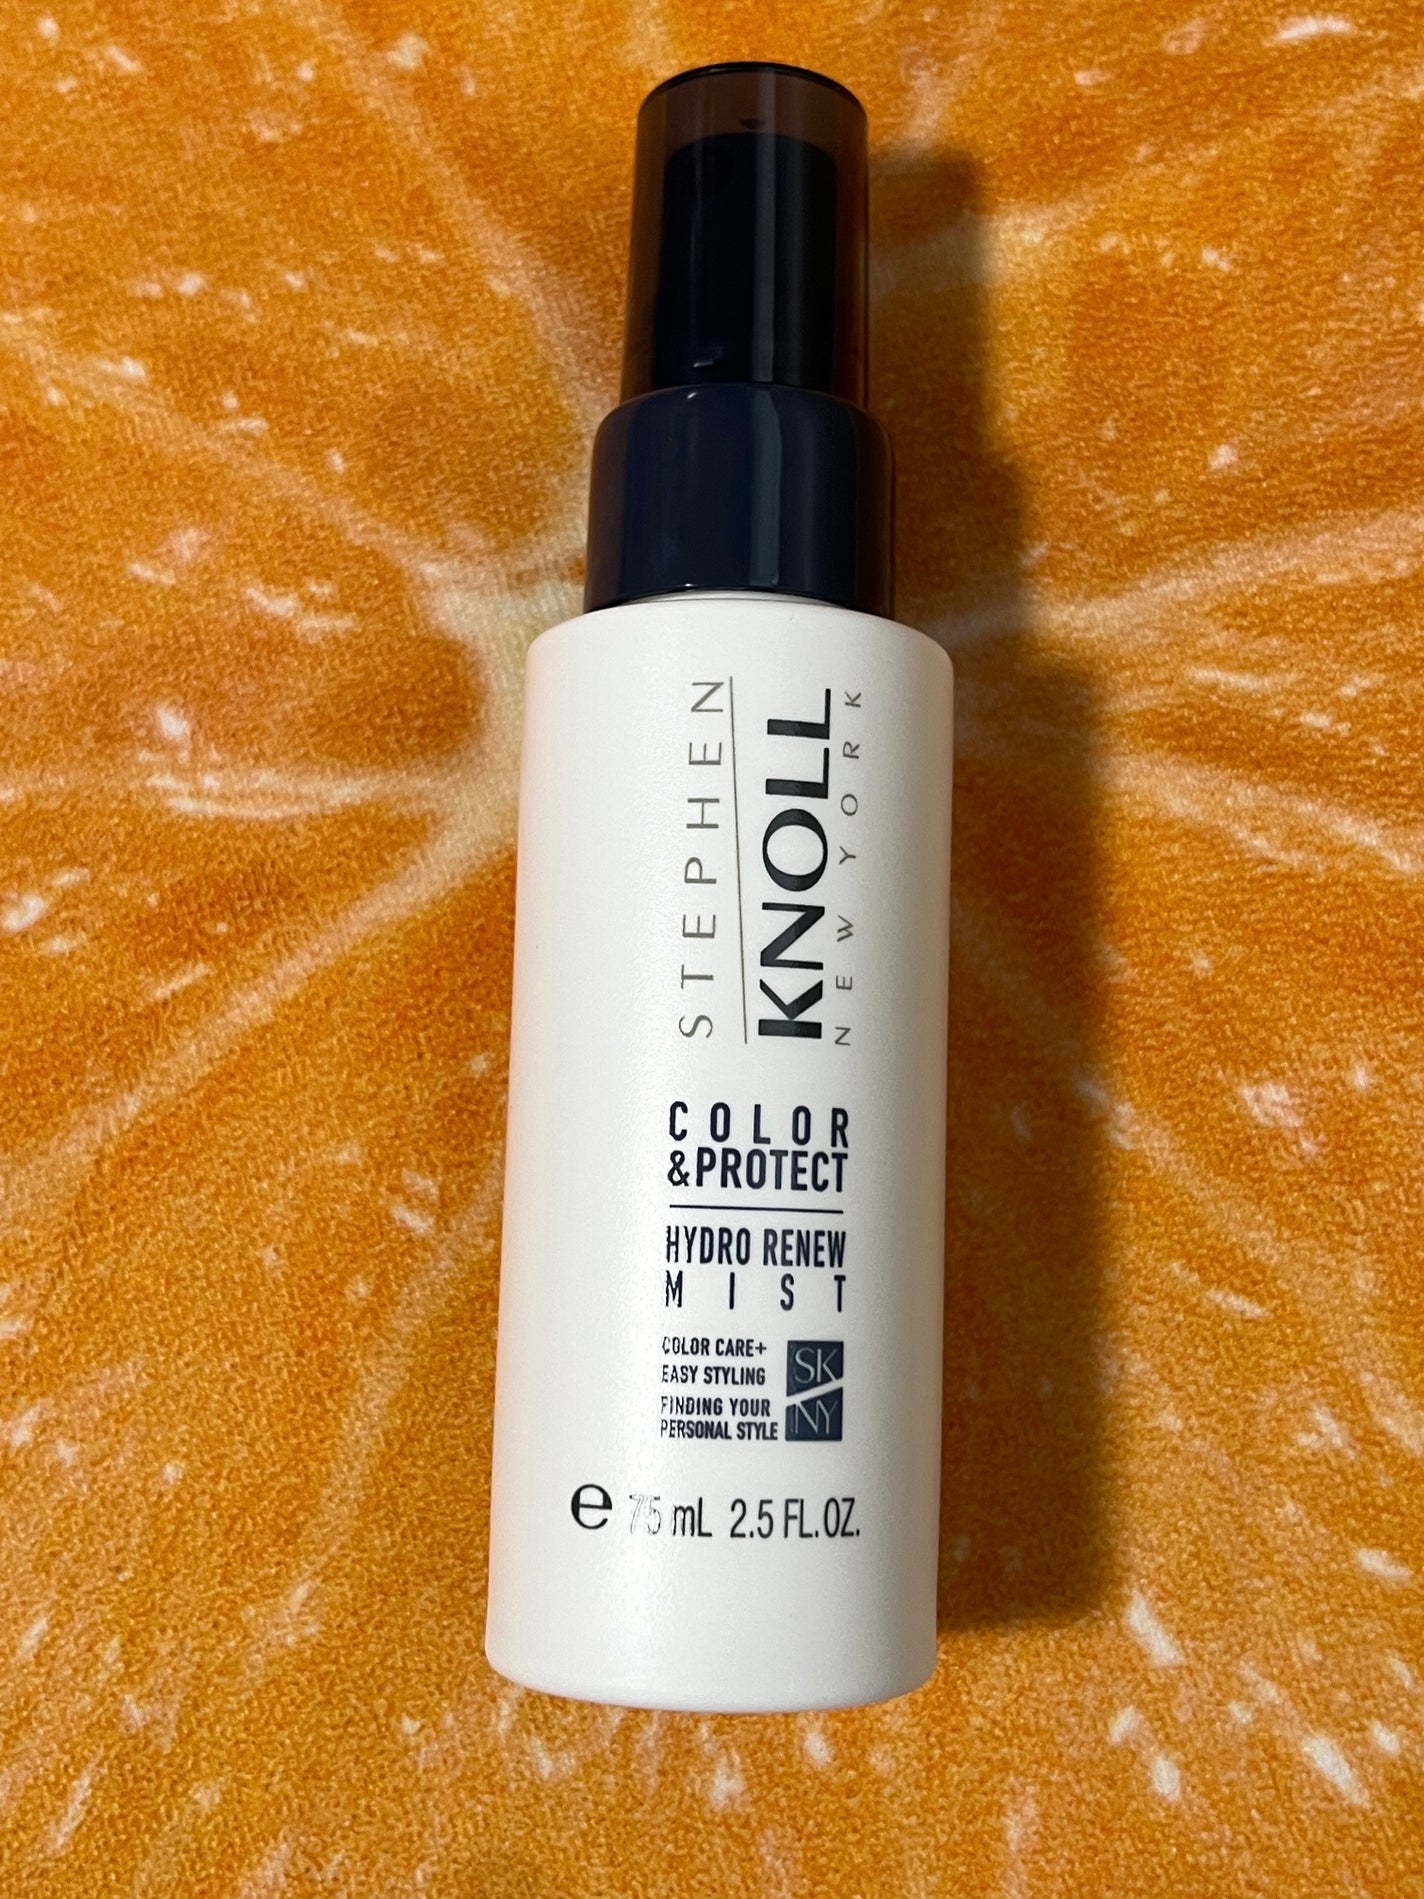 STEPHEN
KNOLL
NEW YORK
COLOR
&PROTECT
HYDRO RENEW
MIST
COLOR CARE+
EASY STYLING
FINDING YOUR
PERSONAL STYLE
SK
NY
e 75 mL 2.5 FL.OZ.